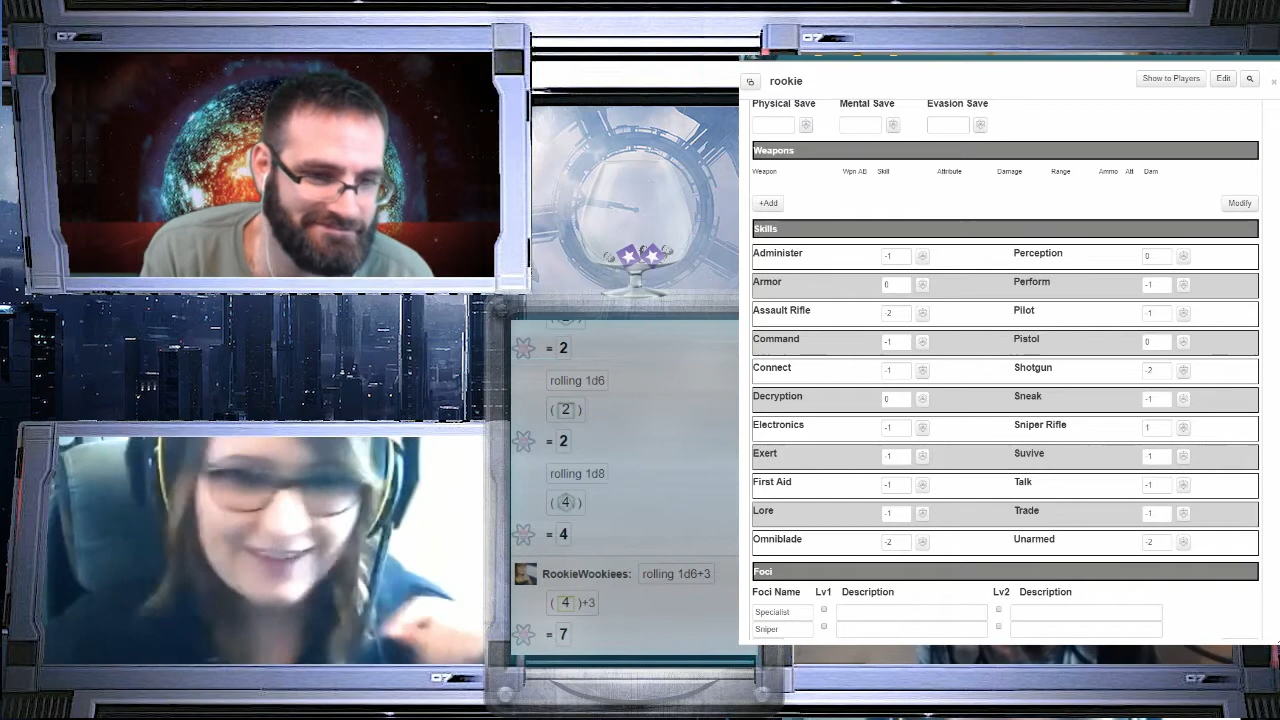 07
07
rookie
Show to Players
Edit
Physical Save Mental Save Evasion Save
Weapons
Weapon Wpn AB Skill Attribute Damage Range Ammo Att Dam
+Add
Modify
Skills
Administer -1 Perception 0
Armor 0 Perform -1
Assault Rifle -2 Pilot -1
Command -1 Pistol 0
Connect -1 Shotgun -2
Decryption 0 Sneak -1
Electronics -1 Sniper Rifle 1
Exert -1 Suvive -1
First Aid -1 Talk -1
Lore -1 Trade -1
Omniblade -2 Unarmed -2
Foci
Foci Name Lv1 Description Lv2 Description
Specialist
Sniper
= 2
rolling 1d6
( 2 )
= 2
rolling 1d8
( 4 )
= 4
RookieWookiees: rolling 1d6+3
( 4 )+3
= 7
07
07